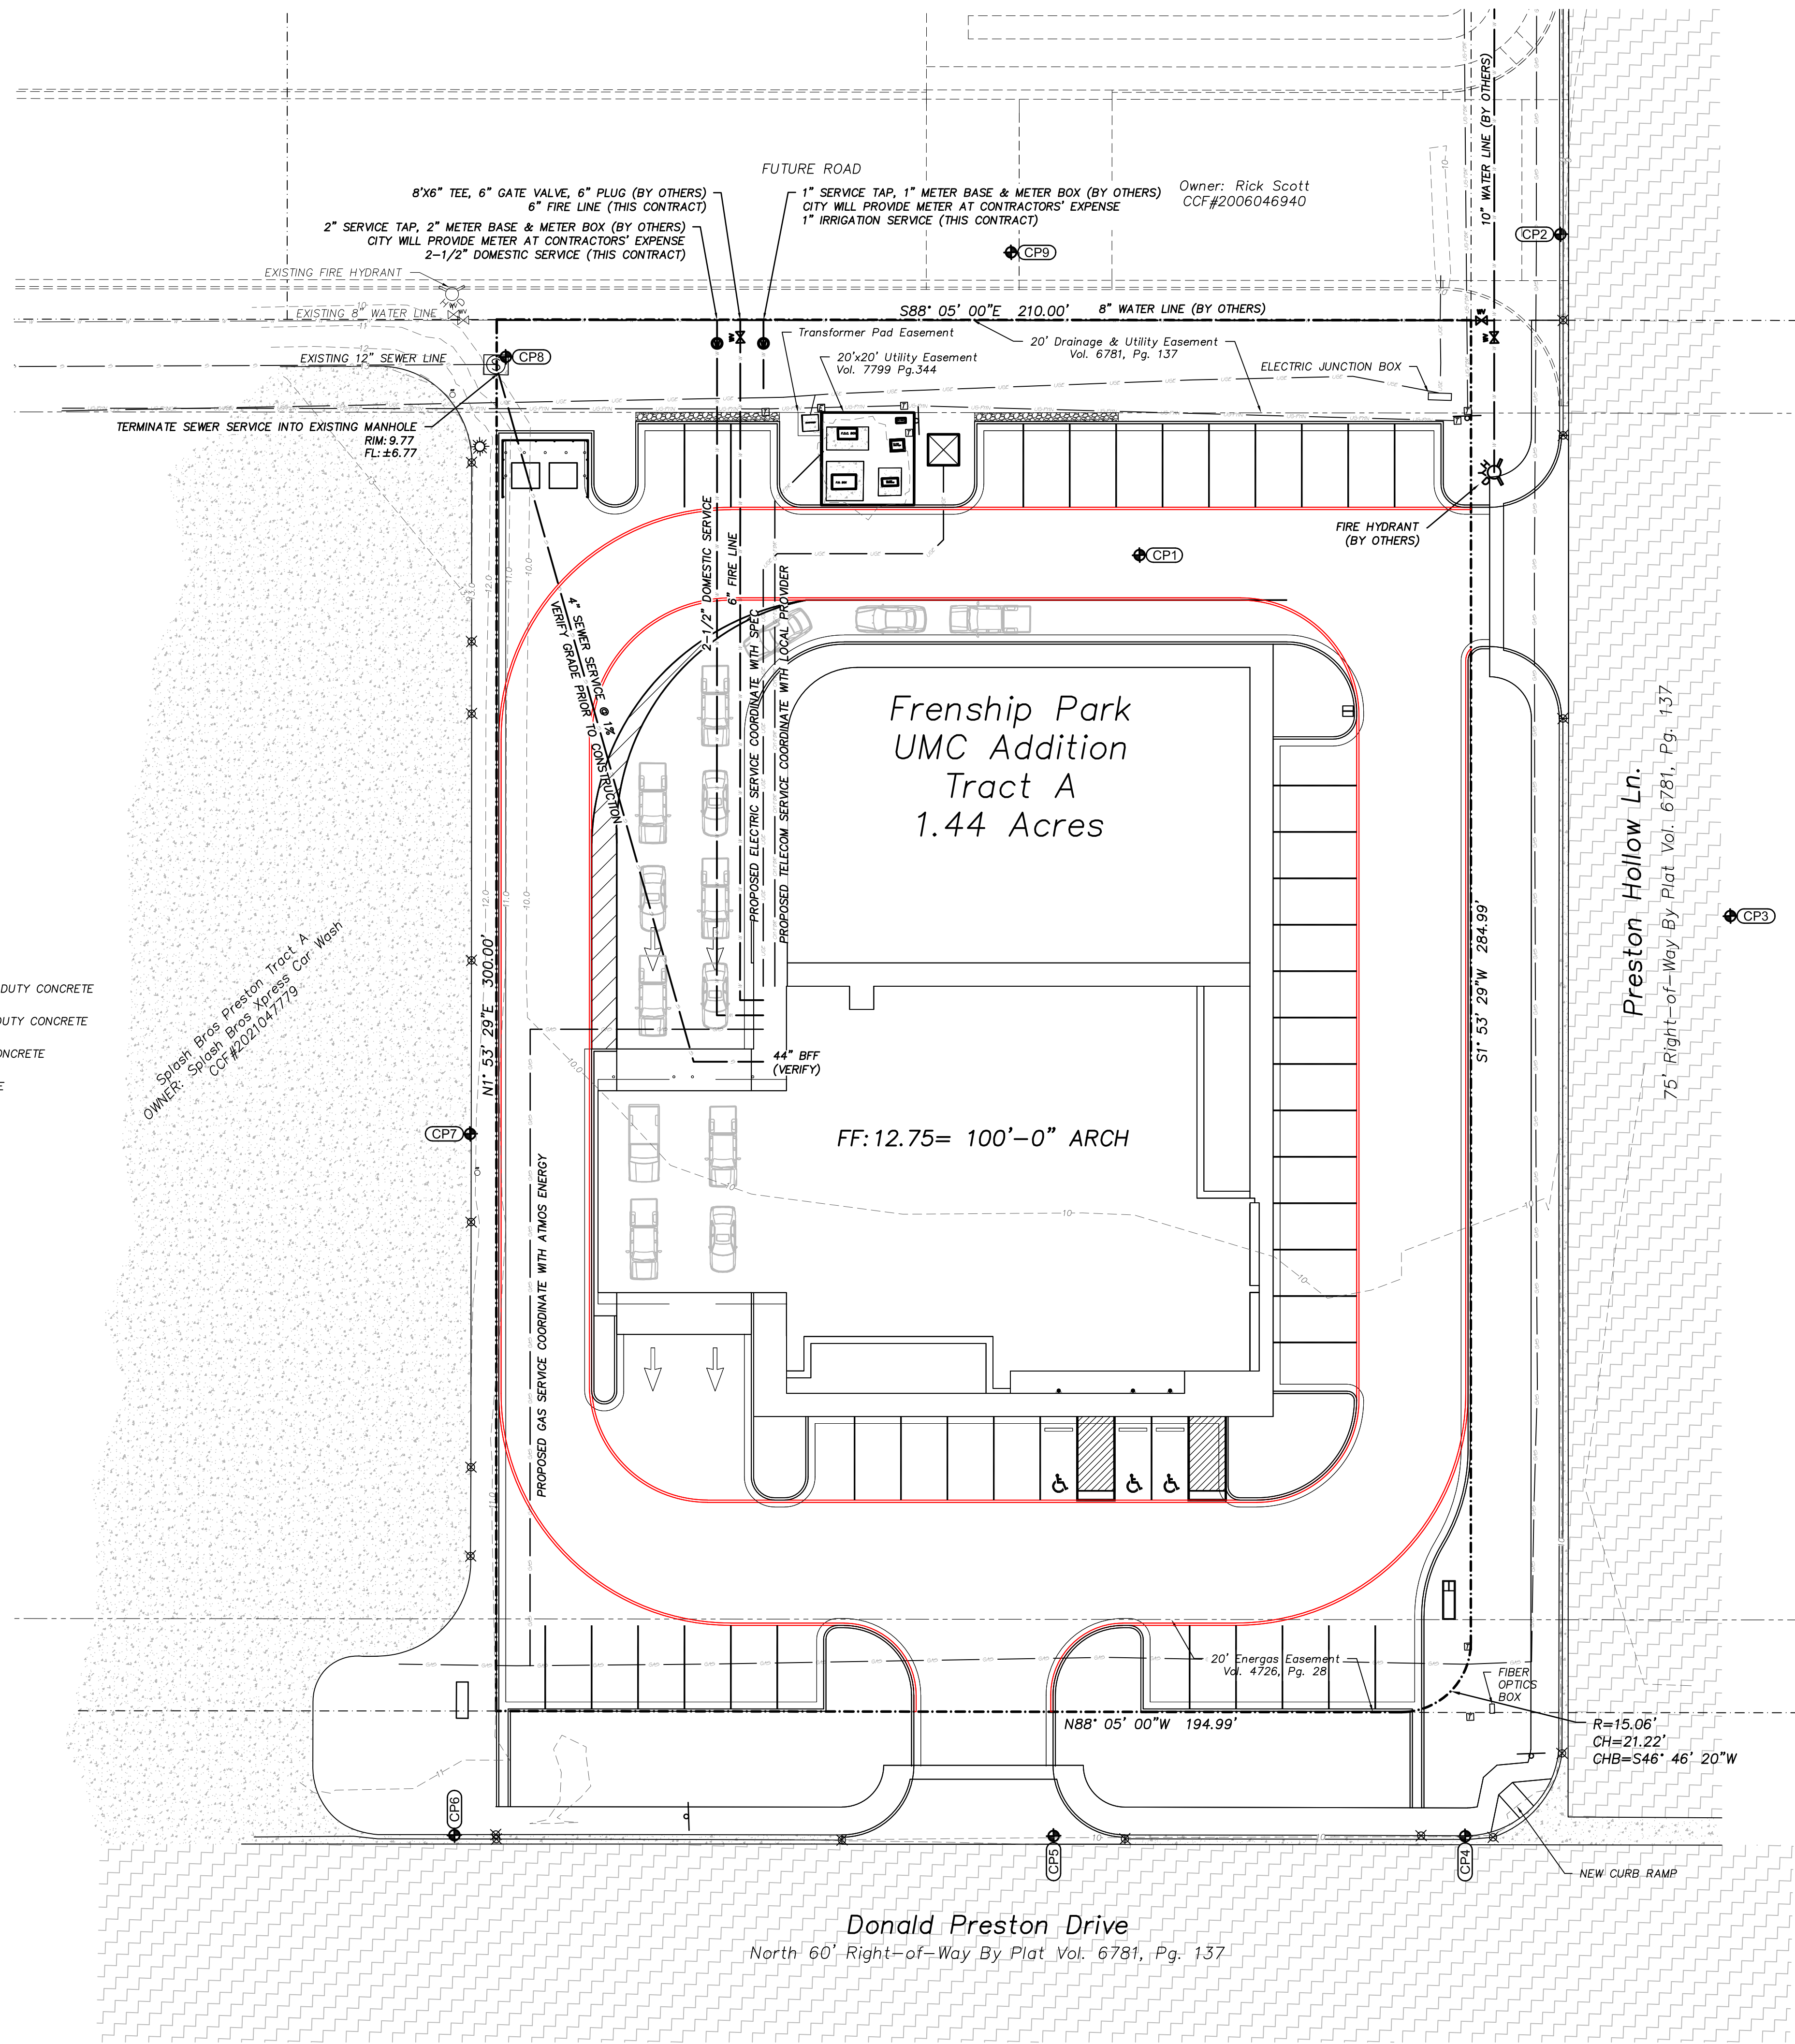 10" WATER LINE (BY OTHERS)
FUTURE ROAD
8'X6" TEE, 6" GATE VALVE, 6" PLUG (BY OTHERS)
6" FIRE LINE (THIS CONTRACT)
1" SERVICE TAP, 1" METER BASE & METER BOX (BY OTHERS)
CITY WILL PROVIDE METER AT CONTRACTORS' EXPENSE
1" IRRIGATION SERVICE (THIS CONTRACT)
Owner: Rick Scott
CCF#2006046940
2" SERVICE TAP, 2" METER BASE & METER BOX (BY OTHERS)
CITY WILL PROVIDE METER AT CONTRACTORS' EXPENSE
2-1/2" DOMESTIC SERVICE (THIS CONTRACT)
CP2
CP9
EXISTING FIRE HYDRANT
EXISTING 8" WATER LINE
S88° 05' 00"E 210.00'
8" WATER LINE (BY OTHERS)
Transformer Pad Easement
20' Drainage & Utility Easement
Vol. 6781, Pg. 137
EXISTING 12" SEWER LINE
CP8
20'x20' Utility Easement
Vol. 7799 Pg.344
ELECTRIC JUNCTION BOX
TERMINATE SEWER SERVICE INTO EXISTING MANHOLE
RIM: 9.77
FL: ±6.77
FIRE HYDRANT
(BY OTHERS)
CP1
2-1/2" DOMESTIC SERVICE
6" FIRE LINE
4" SEWER SERVICE @ 1%
VERIFY GRADE PRIOR TO CONSTRUCTION
PROPOSED ELECTRIC SERVICE COORDINATE WITH SPEC
PROPOSED TELECOM SERVICE COORDINATE WITH LOCAL PROVIDER
Frenship Park
UMC Addition
Tract A
1.44 Acres
Preston Hollow Ln.
75' Right-of-Way By Plat Vol. 6781, Pg. 137
CP3
S1° 53' 29"W 284.99'
N1° 53' 29"E 300.00'
Splash Bros Preston Tract A
OWNER: Splash Bros Xpress Car Wash
CCF#2021047779
DUTY CONCRETE
DUTY CONCRETE
ONCRETE
E
44" BFF
(VERIFY)
CP7
FF: 12.75= 100'-0" ARCH
PROPOSED GAS SERVICE COORDINATE WITH ATMOS ENERGY
20' Energas Easement
Vol. 4726, Pg. 28
FIBER
OPTICS
BOX
N88° 05' 00"W 194.99'
R=15.06'
CH=21.22'
CHB=S46° 46' 20"W
CP6
CP5
CP4
NEW CURB RAMP
Donald Preston Drive
North 60' Right-of-Way By Plat Vol. 6781, Pg. 137